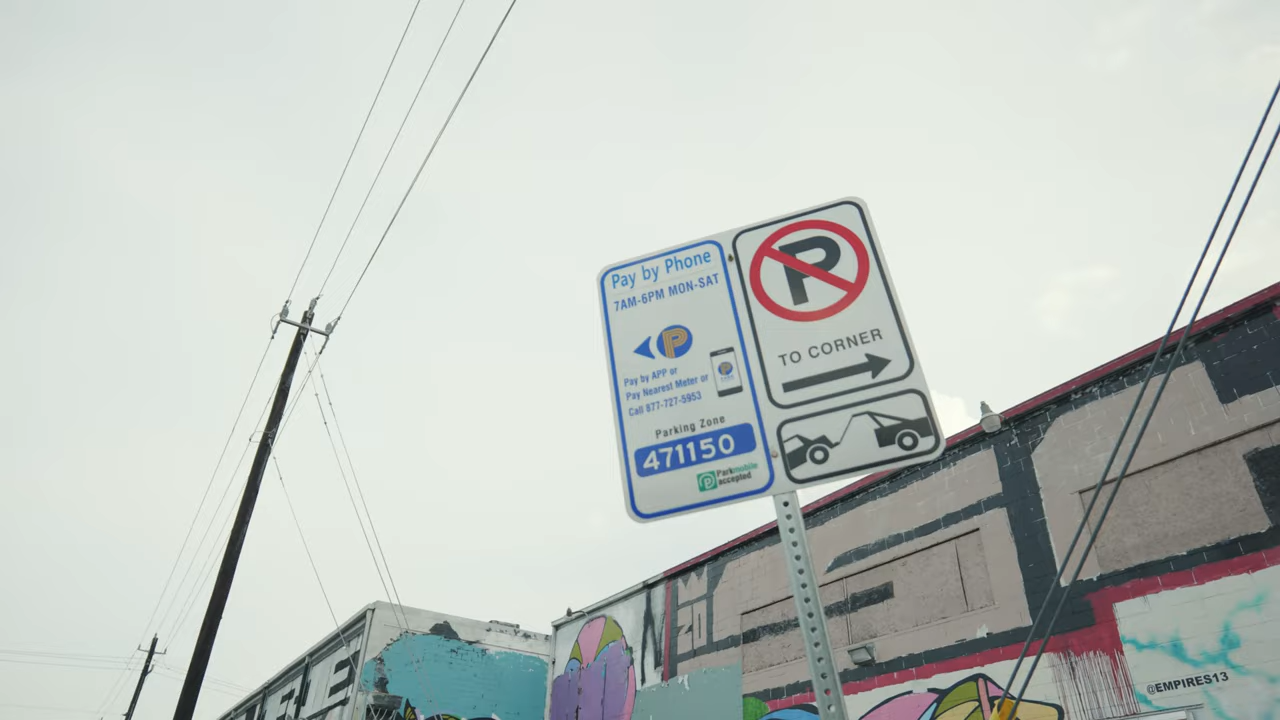 Pay by Phone
7AM-6PM MON-SAT
P
Pay by APP or
Pay Nearest Meter or
Call 877-727-5953
Parking Zone
471150
Parkmobile
accepted
P
TO CORNER
@EMPIRES13